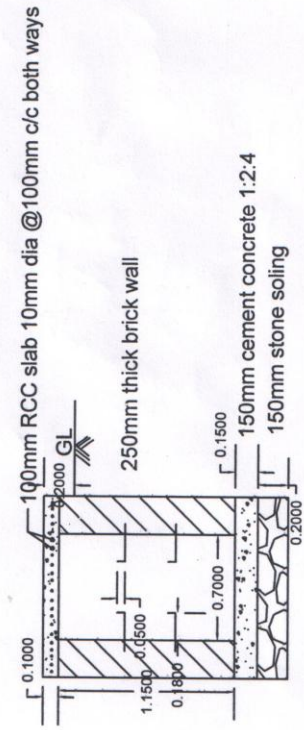 100mm RCC slab 10mm dia @100mm c/c both ways
0.1000
0.2000
GL
250mm thick brick wall
1.1500
0.0500
0.1800
0.7000
0.1500
150mm cement concrete 1:2:4
150mm stone soling
0.2000